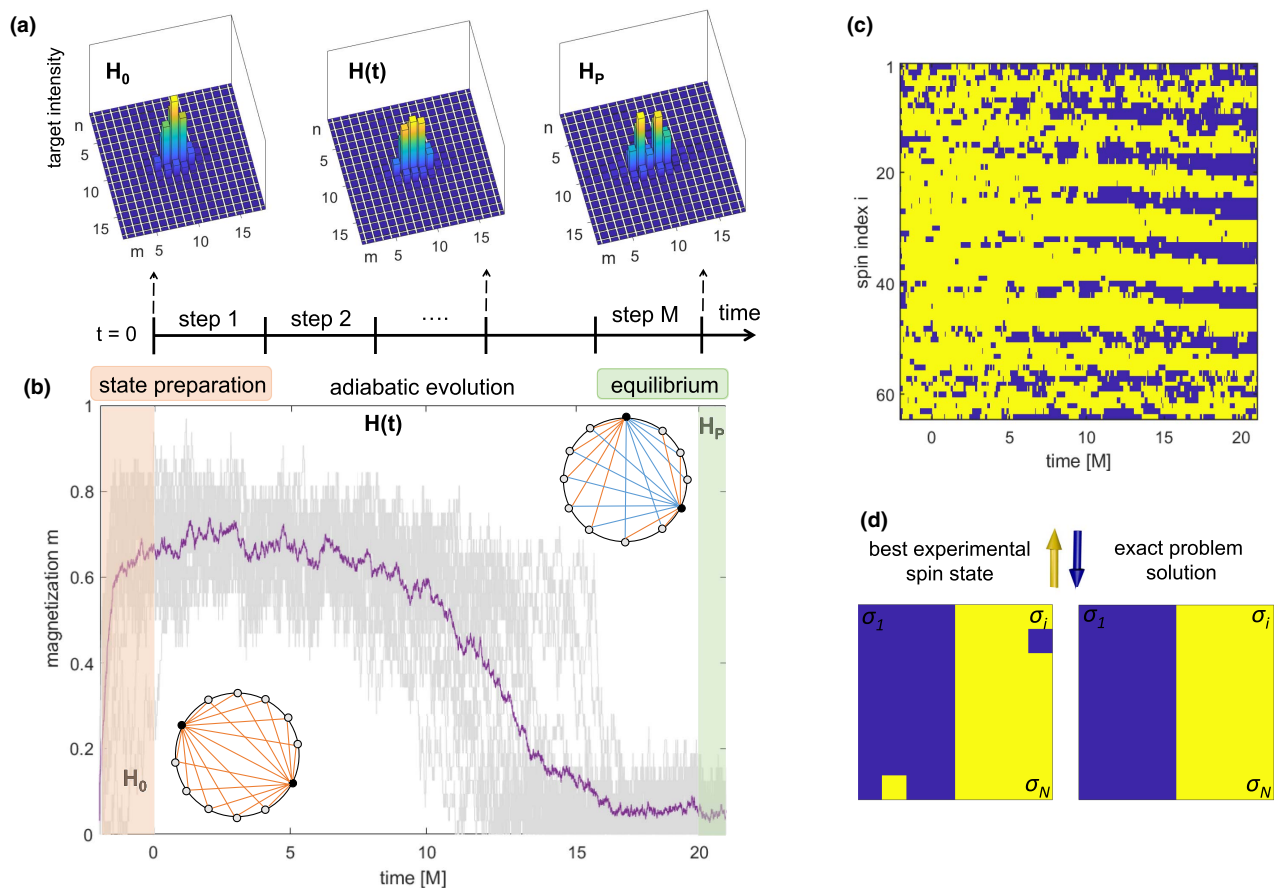 (a)
target intensity
H0
n
5
10
15
m
5
10
15
H(t)
n
5
10
15
m
5
10
15
HP
n
5
10
15
m
5
10
15
t = 0
step 1
step 2
....
step M
time
(b)
state preparation
adiabatic evolution
equilibrium
H(t)
HP
H0
magnetization m
1
0.8
0.6
0.4
0.2
0
0
5
10
15
20
time [M]
(c)
spin index i
1
20
40
60
0
5
10
15
20
time [M]
(d)
best experimental
spin state
exact problem
solution
σ1
σi
σN
σ1
σi
σN